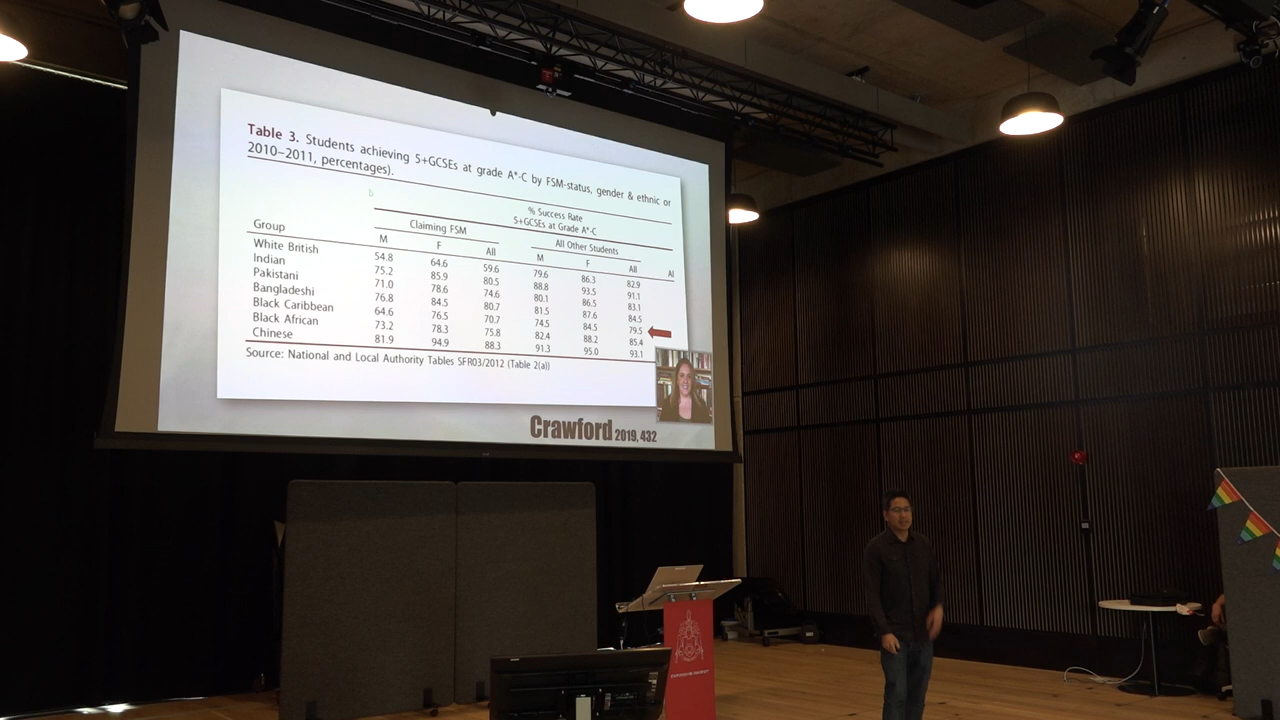 Table 3. Students achieving 5+GCSEs at grade A*-C by FSM-status, gender & ethnic or
2010–2011, percentages).
% Success Rate
5+GCSEs at Grade A*-C
Claiming FSM All Other Students
Group M F All M F All Al
White British 54.8 64.6 59.6 79.6 86.3 82.9
Indian 75.2 85.9 80.5 88.8 93.5 91.1
Pakistani 71.0 78.6 74.6 80.1 86.5 83.1
Bangladeshi 76.8 84.5 80.7 81.5 87.6 84.5
Black Caribbean 64.6 76.5 70.7 74.5 84.5 79.5
Black African 73.2 78.3 75.8 82.4 88.2 85.4
Chinese 81.9 94.9 88.3 91.3 95.0 93.1
Source: National and Local Authority Tables SFR03/2012 (Table 2(a))
Crawford 2019, 432